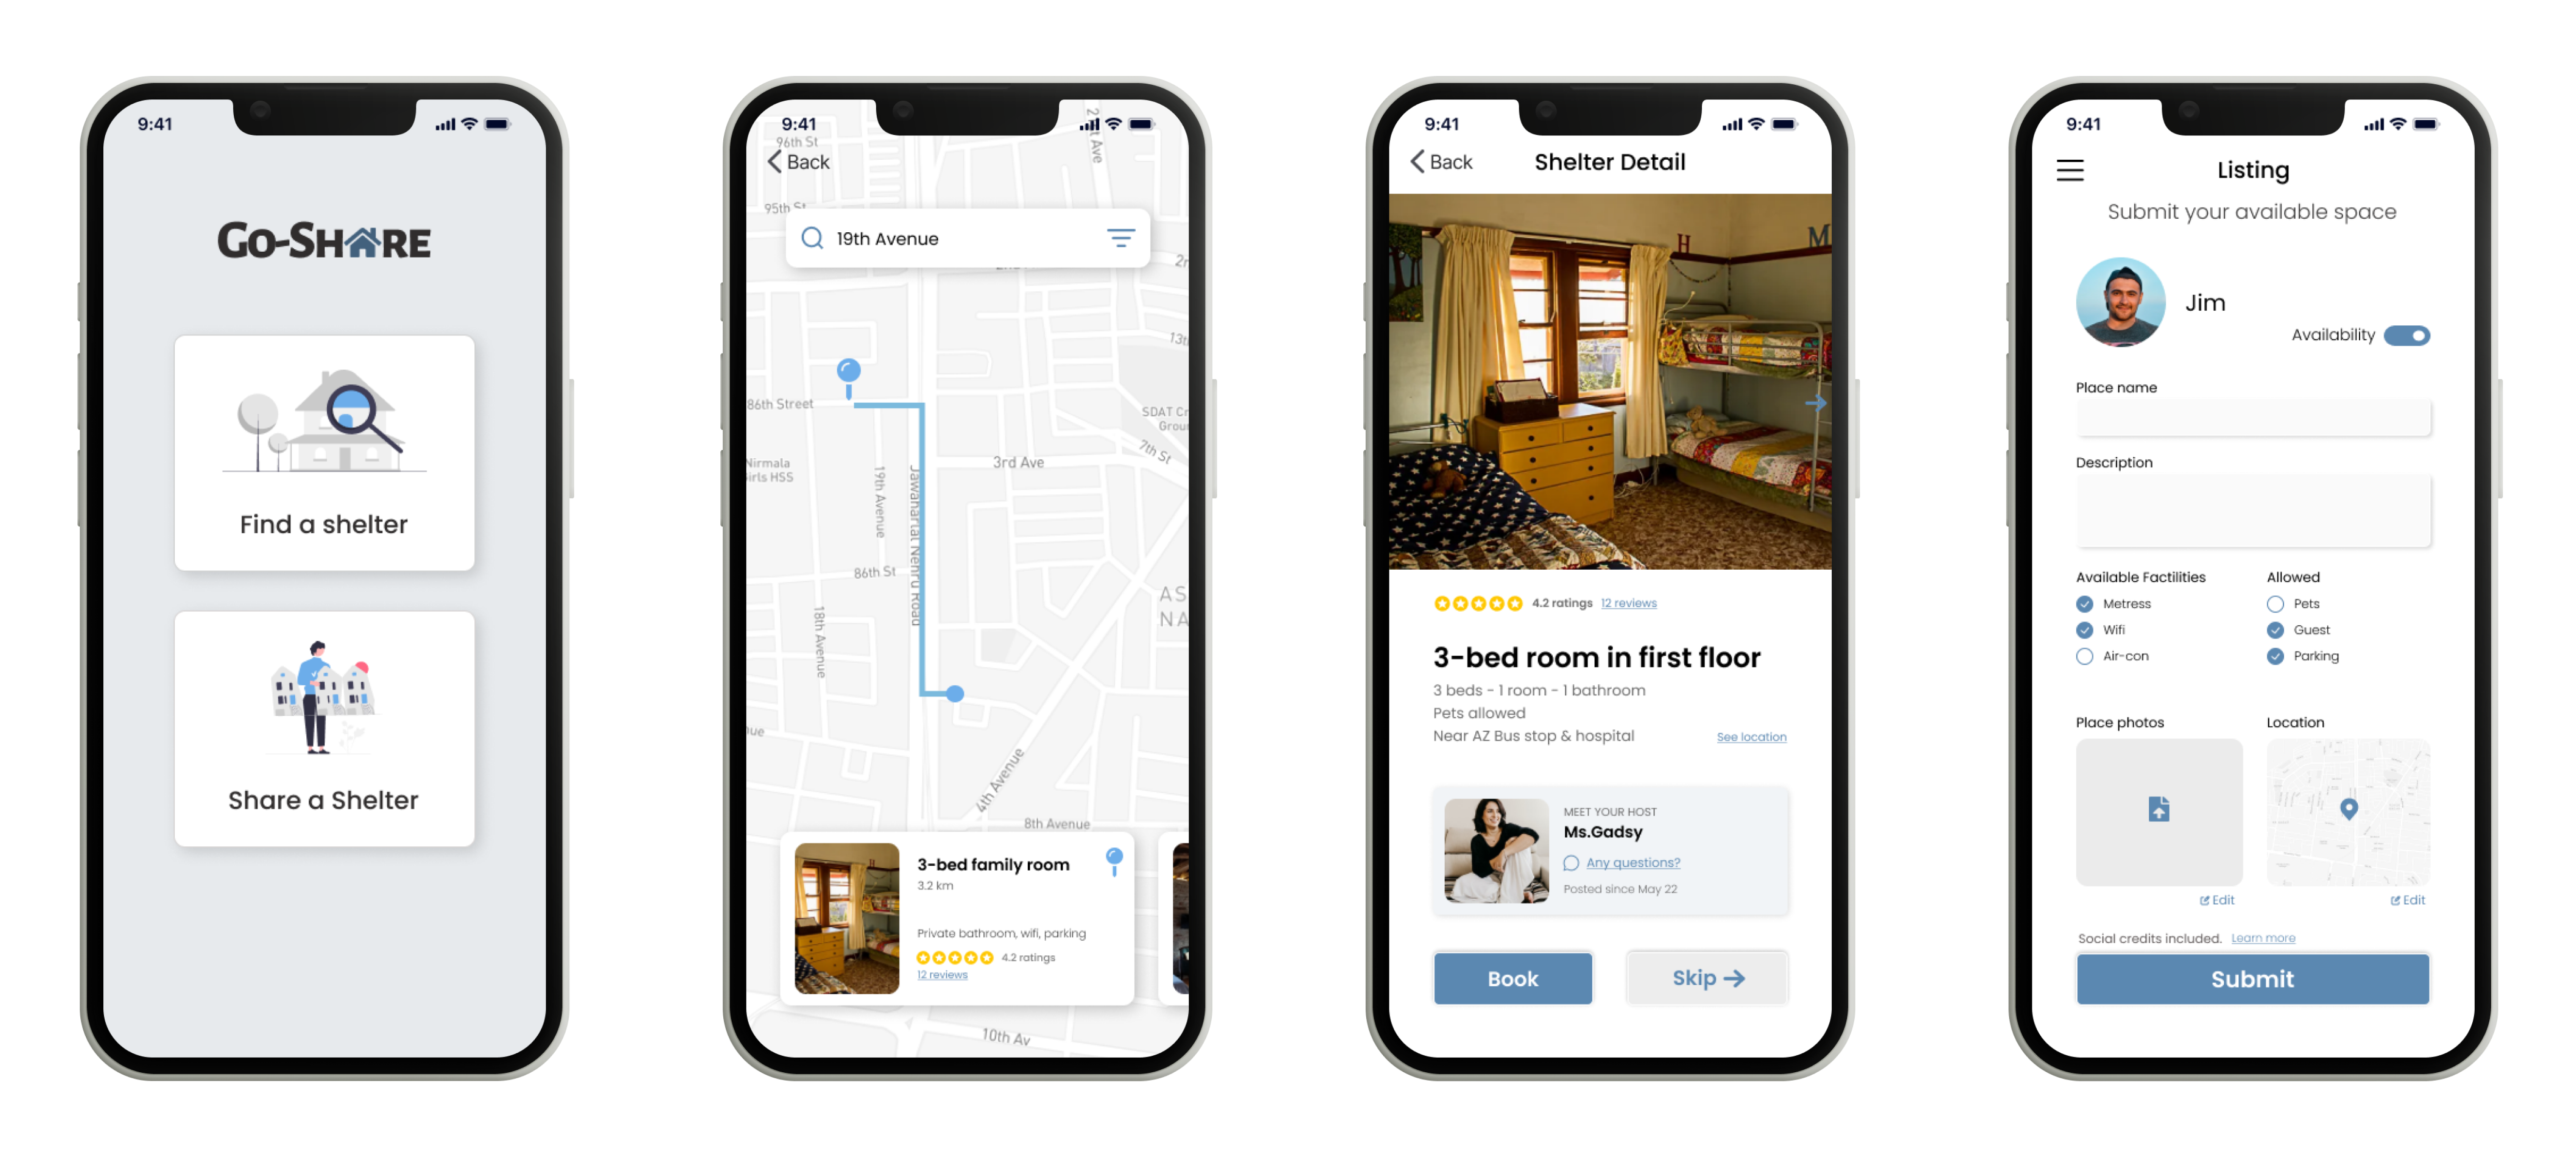 9:41
GO-SHARE
Find a shelter
Share a Shelter
9:41
96th St
Back
95th St
19th Avenue
13th
86th Street
SDAT Cr
Grou
7th St
3rd Ave
Nirmala
irls HSS
19th Avenue
Jawaharlal Nehru Road
86th St
18th Avenue
AS
NA
ue
4th Avenue
8th Avenue
3-bed family room
3.2 km
Private bathroom, wifi, parking
4.2 ratings
12 reviews
10th Av
9:41
Back
Shelter Detail
H
M
4.2 ratings 12 reviews
3-bed room in first floor
3 beds - 1 room - 1 bathroom
Pets allowed
Near AZ Bus stop & hospital
See location
MEET YOUR HOST
Ms.Gadsy
Any questions?
Posted since May 22
Book
Skip
9:41
Listing
Submit your available space
Jim
Availability
Place name
Description
Available Factilities
Allowed
Metress
Pets
Wifi
Guest
Air-con
Parking
Place photos
Location
Edit
Edit
Social credits included. Learn more
Submit